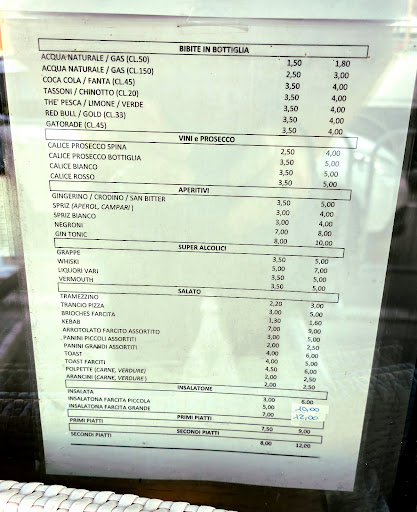 BIBITE IN BOTTIGLIA
ACQUA NATURALE / GAS (CL.50) 1,50 1,80
ACQUA NATURALE / GAS (CL.150) 2,50 3,00
COCA COLA / FANTA (CL.45) 3,50 4,00
TASSONI / CHINOTTO (CL.20) 3,50 4,00
THE' PESCA / LIMONE / VERDE 3,50 4,00
RED BULL / GOLD (CL.33) 3,50 4,00
GATORADE (CL.45) 3,50 4,00
VINI e PROSECCO
CALICE PROSECCO SPINA 2,50 4,00
CALICE PROSECCO BOTTIGLIA 3,50 5,00
CALICE BIANCO 3,50 5,00
CALICE ROSSO 3,50 5,00
APERITIVI
GINGERINO / CRODINO / SAN BITTER 3,50 5,00
SPRIZ (APEROL, CAMPARI ) 3,00 4,00
SPRIZ BIANCO 3,00 4,00
NEGRONI 7,00 8,00
GIN TONIC 8,00 10,00
SUPER ALCOLICI
GRAPPE 3,50 5,00
WHISKI 5,00 7,00
LIQUORI VARI 3,50 5,00
VERMOUTH 3,50 5,00
SALATO
TRAMEZZINO 2,20 3,00
TRANCIO PIZZA 3,00 5,00
BRIOCHES FARCITA 1,30 1,60
KEBAB 7,00 9,00
ARROTOLATO FARCITO ASSORTITO 3,00 5,00
PANINI PICCOLI ASSORTITI 2,00 2,50
PANINI GRANDI ASSORTITI 4,00 5,00
TOAST 4,00 5,00
TOAST FARCITI 4,50 6,00
POLPETTE (CARNE, VERDURE) 2,00 2,50
ARANCINI (CARNE, VERDURE ) 2,00 2,50
INSALATONE
INSALATA 3,00 6,00
INSALATONA FARCITA PICCOLA 5,00 10,00
INSALATONA FARCITA GRANDE 7,00 12,00
PRIMI PIATTI
PRIMI PIATTI 7,50 9,00
SECONDI PIATTI
SECONDI PIATTI 8,00 12,00